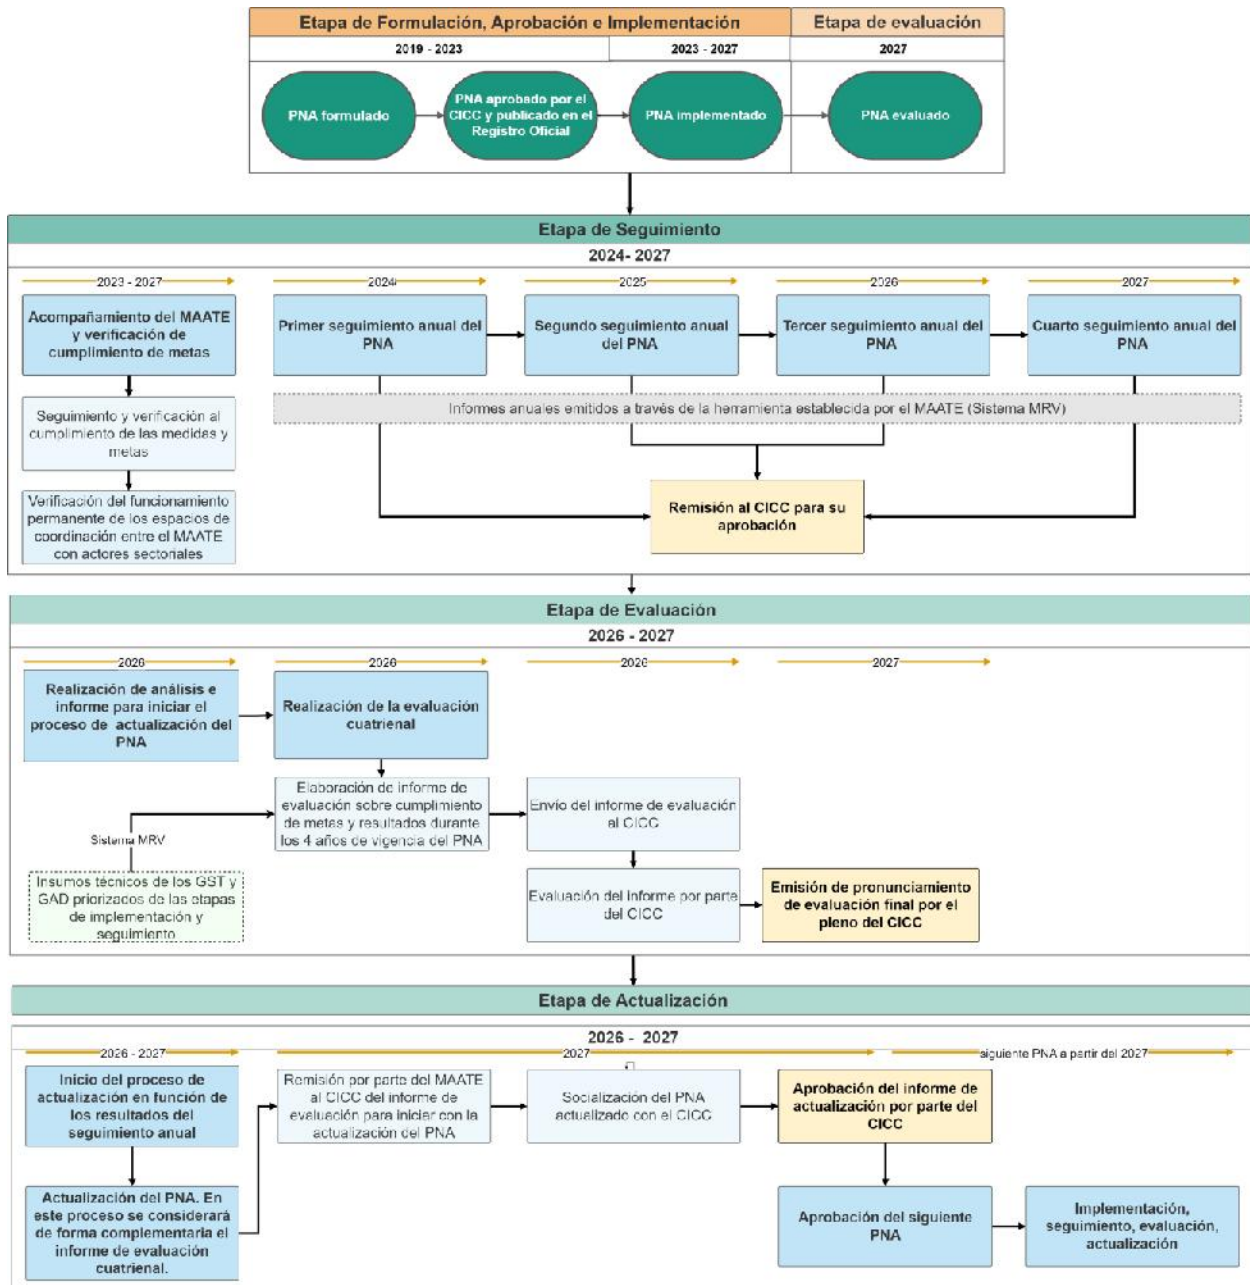 Etapa de Formulación, Aprobación e Implementación
Etapa de evaluación
2019 - 2023
2023 - 2027
2027
PNA formulado
PNA aprobado por el
CICC y publicado en el
Registro Oficial
PNA implementado
PNA evaluado
Etapa de Seguimiento
2024- 2027
2023 - 2027
2024
2025
2026
2027
Acompañamiento del MAATE
y verificación de
cumplimiento de metas
Primer seguimiento anual del
PNA
Segundo seguimiento anual
del PNA
Tercer seguimiento anual del
PNA
Cuarto seguimiento anual del
PNA
Seguimiento y verificación al
cumplimiento de las medidas y
metas
Informes anuales emitidos a través de la herramienta establecida por el MAATE (Sistema MRV)
Verificación del funcionamiento
permanente de los espacios de
coordinación entre el MAATE
con actores sectoriales
Remisión al CICC para su
aprobación
Etapa de Evaluación
2026 - 2027
2026
2026
2026
2027
Realización de análisis e
informe para iniciar el
proceso de actualización del
PNA
Realización de la evaluación
cuatrienal
Elaboración de informe de
evaluación sobre cumplimiento
de metas y resultados durante
los 4 años de vigencia del PNA
Envío del informe de evaluación
al CICC
Sistema MRV
Insumos técnicos de los GST y
GAD priorizados de las etapas
de implementación y
seguimiento
Evaluación del informe por parte
del CICC
Emisión de pronunciamiento
de evaluación final por el
pleno del CICC
Etapa de Actualización
2026 - 2027
2026 - 2027
2027
siguiente PNA a partir del 2027
Inicio del proceso de
actualización en función de
los resultados del
seguimiento anual
Remisión por parte del MAATE
al CICC del informe de
evaluación para iniciar con la
actualización del PNA
Socialización del PNA
actualizado con el CICC
Aprobación del informe de
actualización por parte del
CICC
Actualización del PNA. En
este proceso se considerará
de forma complementaria el
informe de evaluación
cuatrienal.
Aprobación del siguiente
PNA
Implementación,
seguimiento, evaluación,
actualización